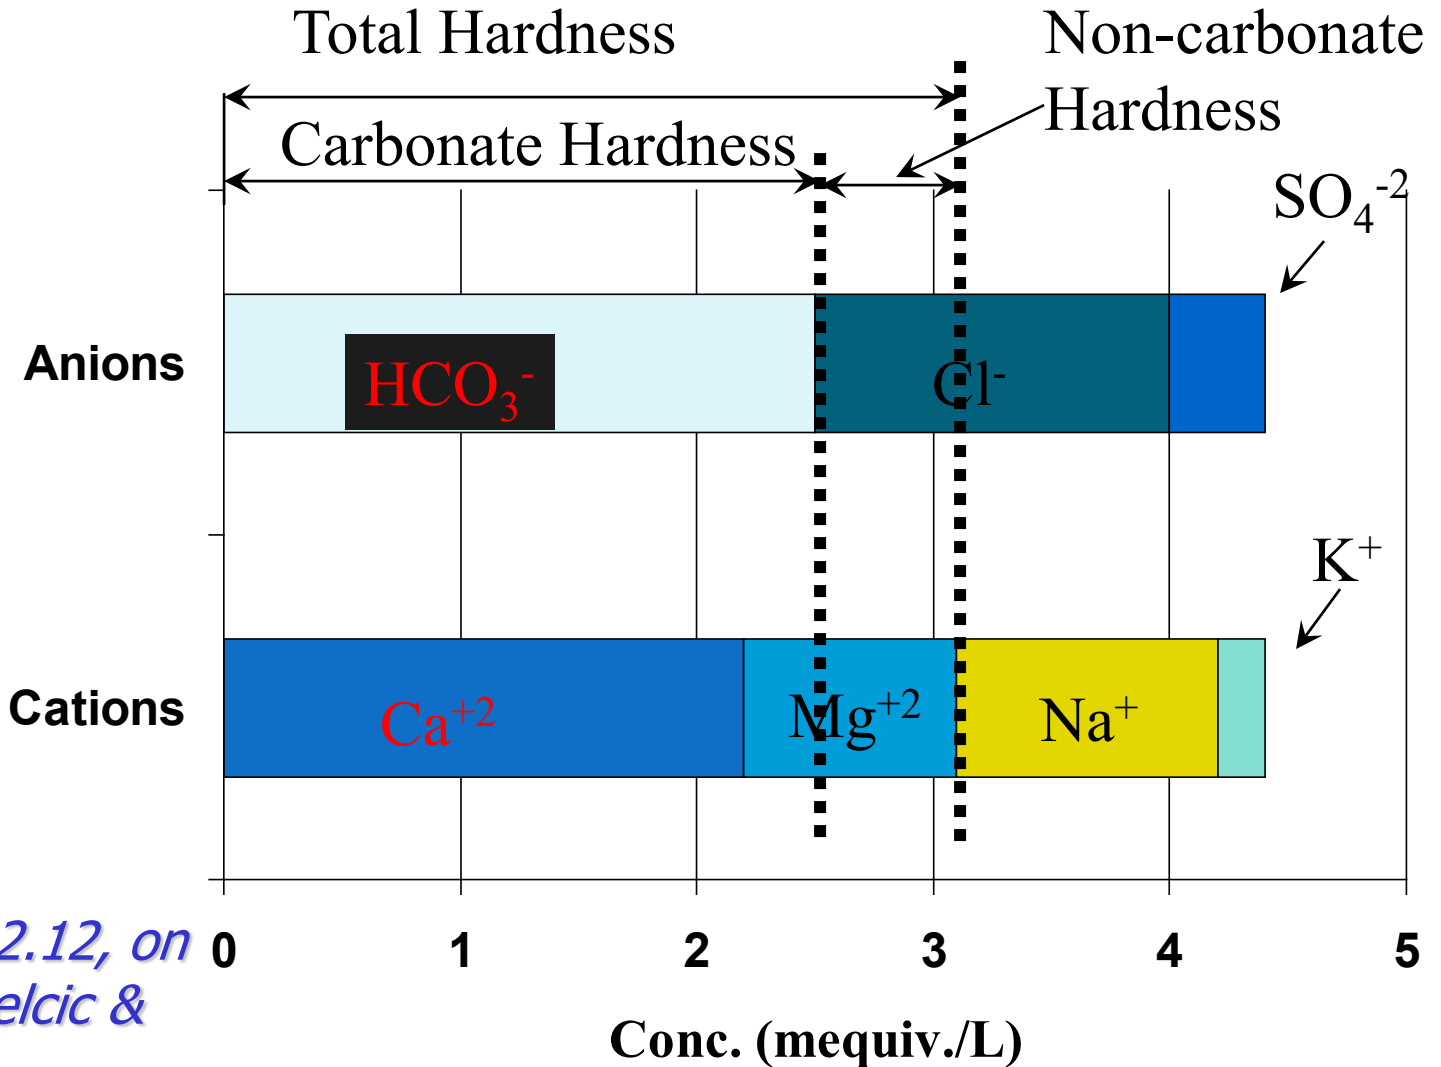 Total Hardness
Non-carbonate
Hardness
Carbonate Hardness
SO₄⁻²
Anions
HCO₃⁻
Cl⁻
K⁺
Cations
Ca⁺²
Mg⁺²
Na⁺
2.12, on
elcic &
0 1 2 3 4 5
Conc. (mequiv./L)